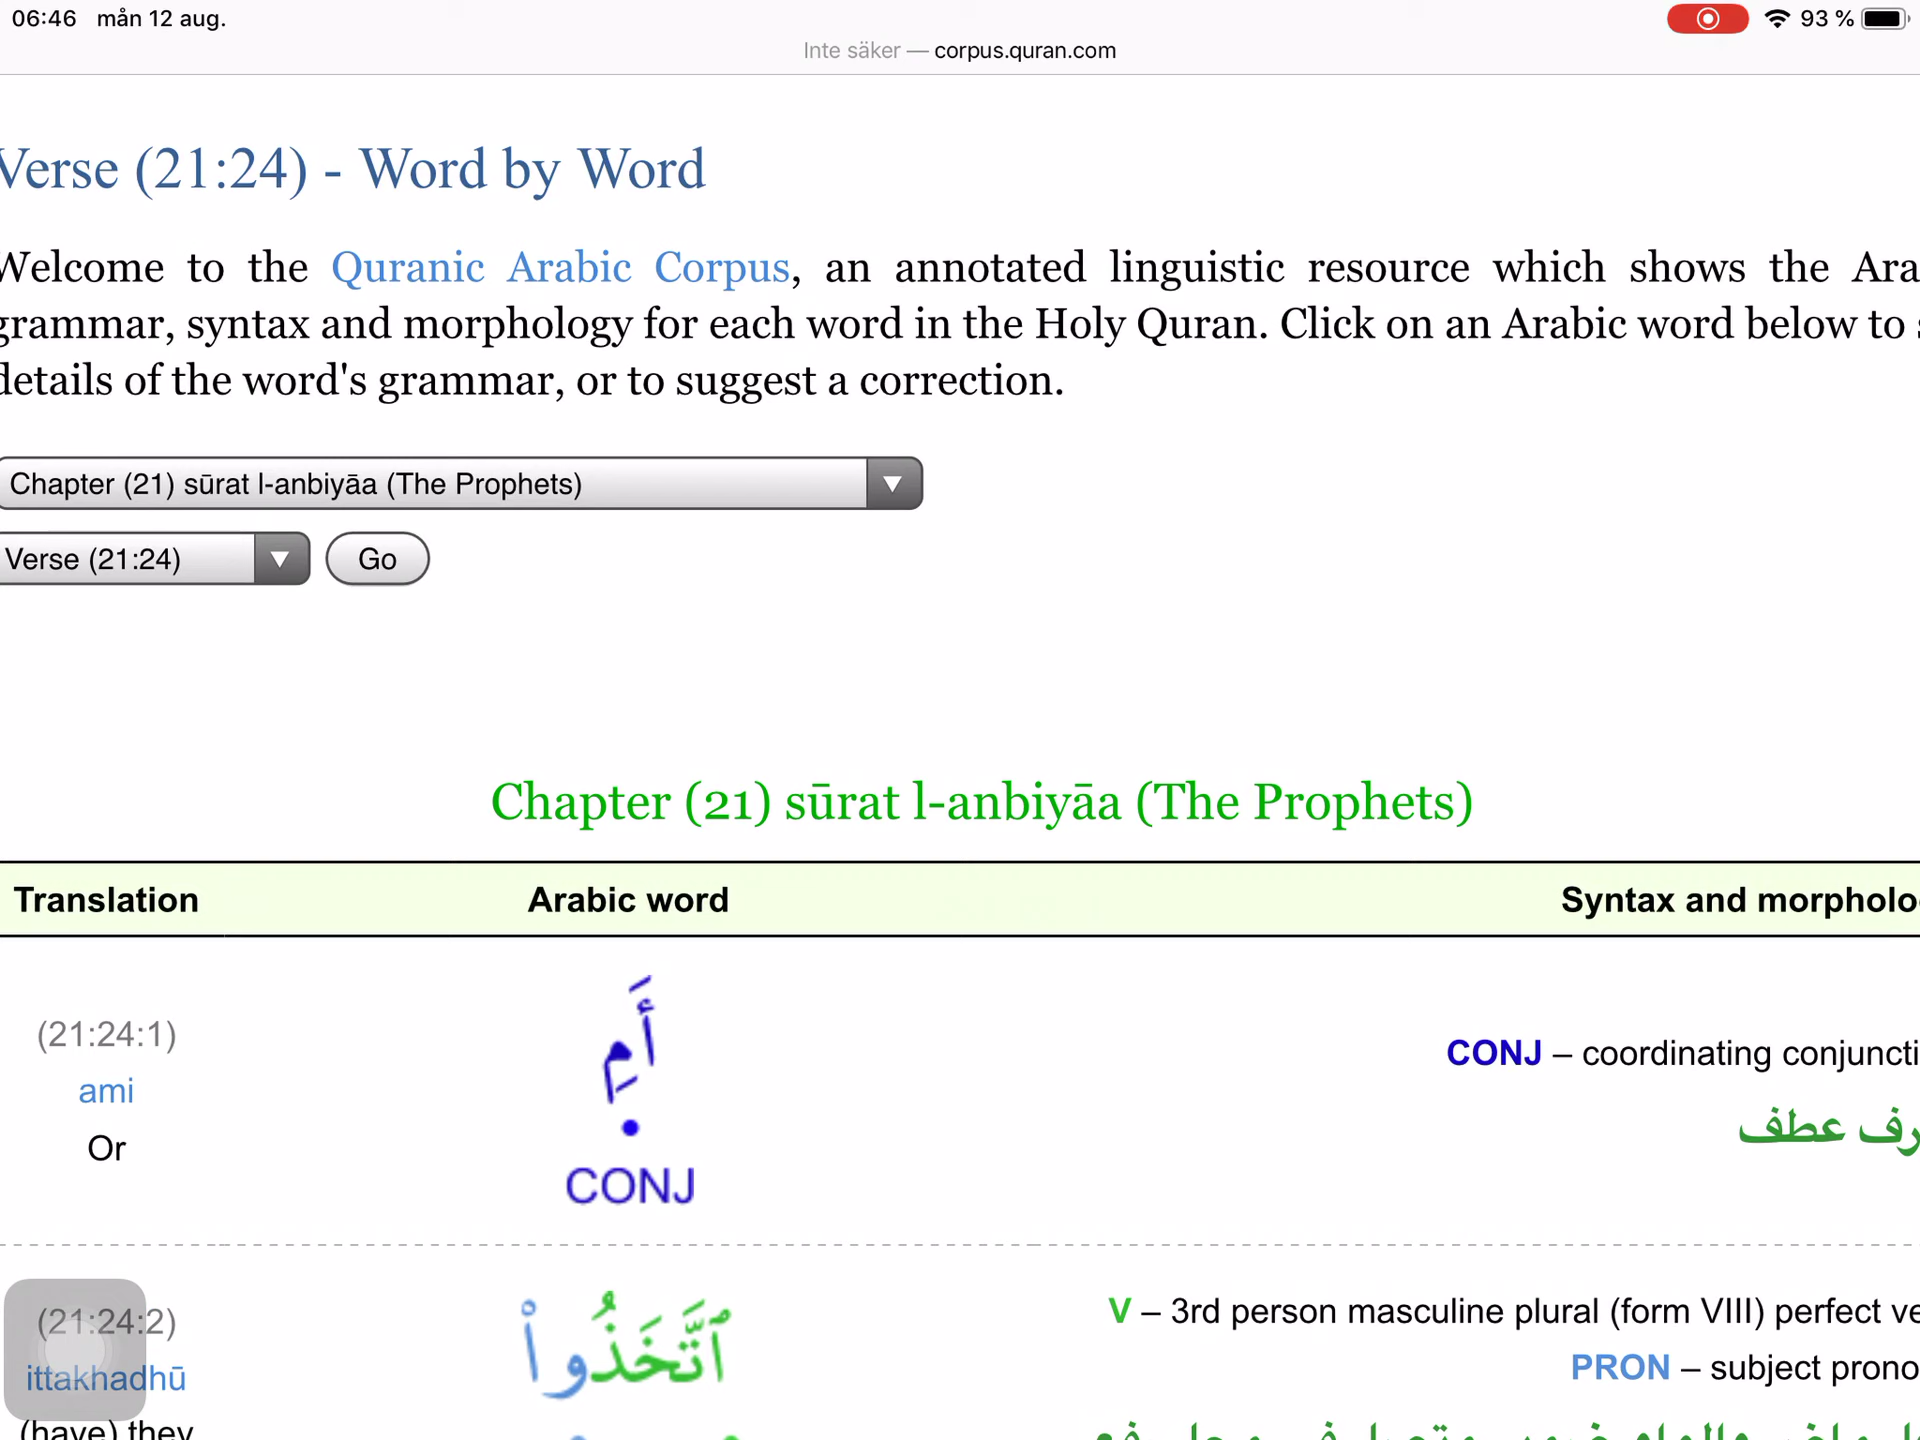 06:46 mån 12 aug.
93 %
Inte säker — corpus.quran.com
Verse (21:24) - Word by Word
Welcome to the Quranic Arabic Corpus, an annotated linguistic resource which shows the Ara
grammar, syntax and morphology for each word in the Holy Quran. Click on an Arabic word below to s
details of the word's grammar, or to suggest a correction.
Chapter (21) sūrat l-anbiyāa (The Prophets)
Verse (21:24)
Go
Chapter (21) sūrat l-anbiyāa (The Prophets)
Translation Arabic word Syntax and morpholo
(21:24:1)
ami
Or
أَمِ
CONJ
CONJ – coordinating conjuncti
رف عطف
(21:24:2)
ittakhadhū
(have) they
ٱتَّخَذُوا۟
V – 3rd person masculine plural (form VIII) perfect ve
PRON – subject prono